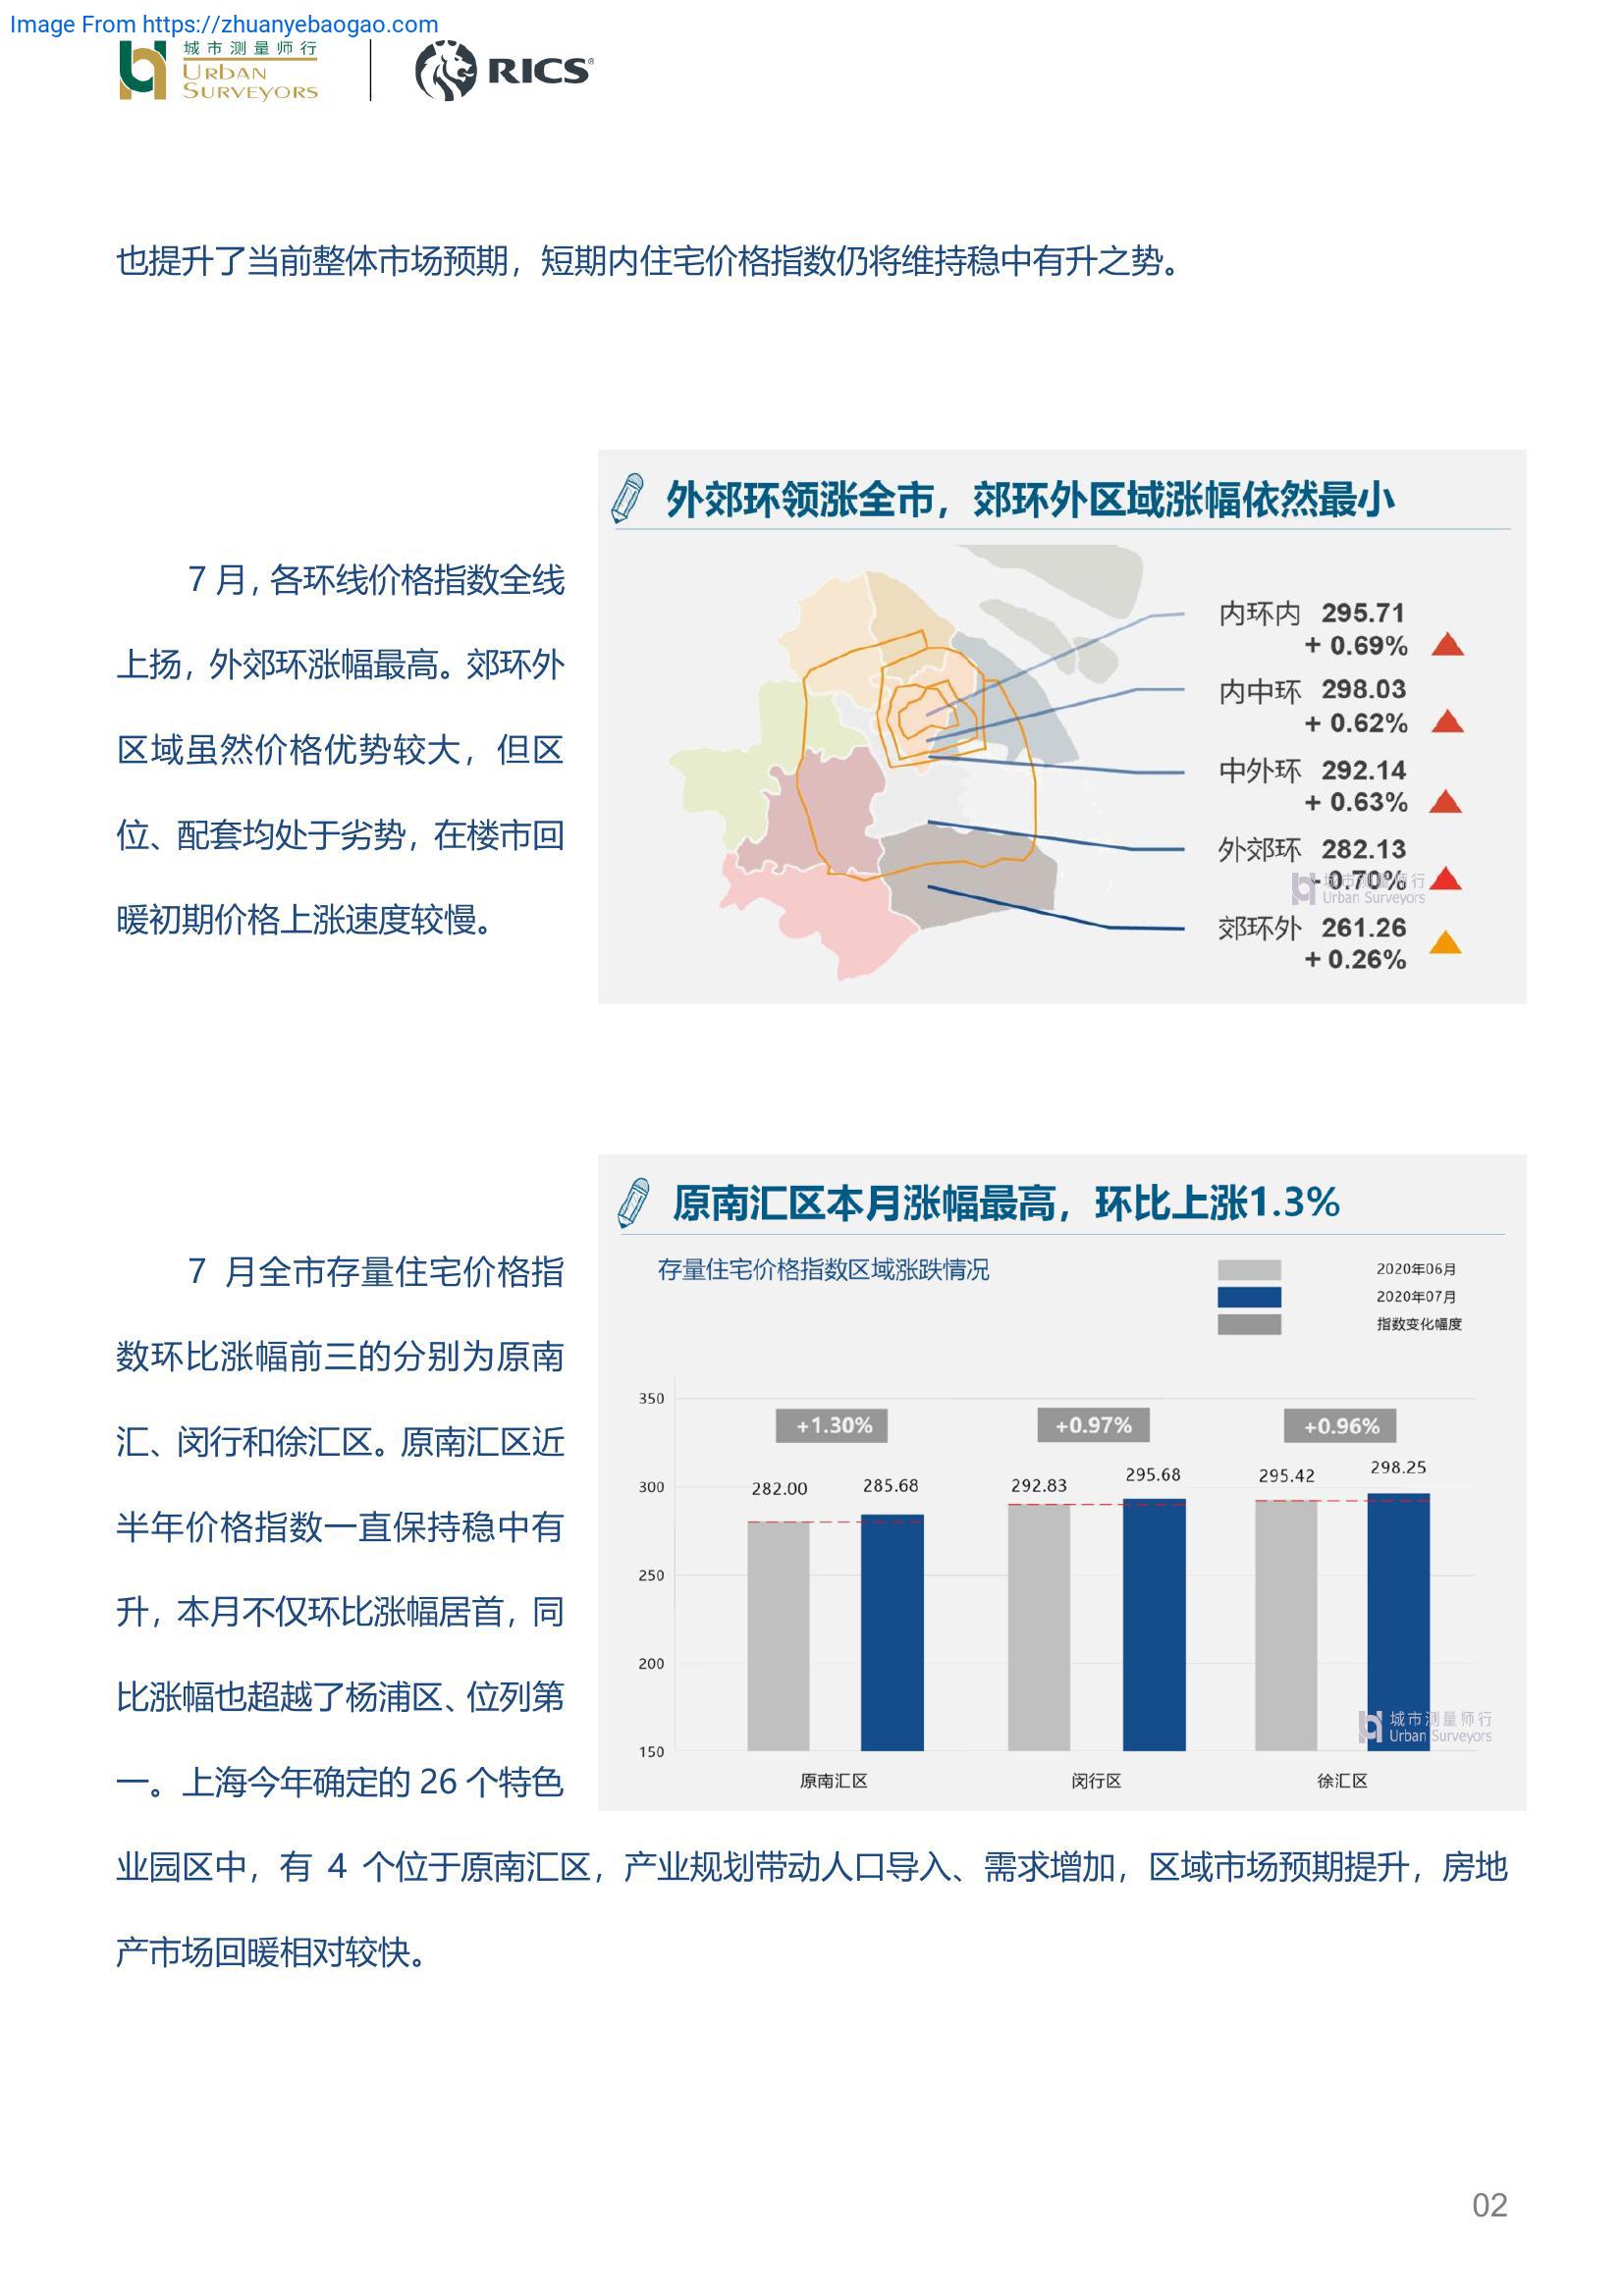 Image From https://zhuanyebaogao.com
城市测量师行
URBAN
SURVEYORS
RICS®
也提升了当前整体市场预期，短期内住宅价格指数仍将维持稳中有升之势。
外郊环领涨全市，郊环外区域涨幅依然最小
7 月，各环线价格指数全线
上扬，外郊环涨幅最高。郊环外
区域虽然价格优势较大，但区
位、配套均处于劣势，在楼市回
暖初期价格上涨速度较慢。
内环内 295.71
+ 0.69%
内中环 298.03
+ 0.62%
中外环 292.14
+ 0.63%
外郊环 282.13
0.70%
城市测量师行
Urban Surveyors
郊环外 261.26
+ 0.26%
原南汇区本月涨幅最高，环比上涨1.3%
7 月全市存量住宅价格指
数环比涨幅前三的分别为原南
汇、闵行和徐汇区。原南汇区近
半年价格指数一直保持稳中有
升，本月不仅环比涨幅居首，同
比涨幅也超越了杨浦区、位列第
一。上海今年确定的 26 个特色
业园区中，有 4 个位于原南汇区，产业规划带动人口导入、需求增加，区域市场预期提升，房地
产市场回暖相对较快。
存量住宅价格指数区域涨跌情况
2020年06月
2020年07月
指数变化幅度
350
300
250
200
150
+1.30%
+0.97%
+0.96%
282.00
285.68
292.83
295.68
295.42
298.25
城市测量师行
Urban Surveyors
原南汇区
闵行区
徐汇区
02